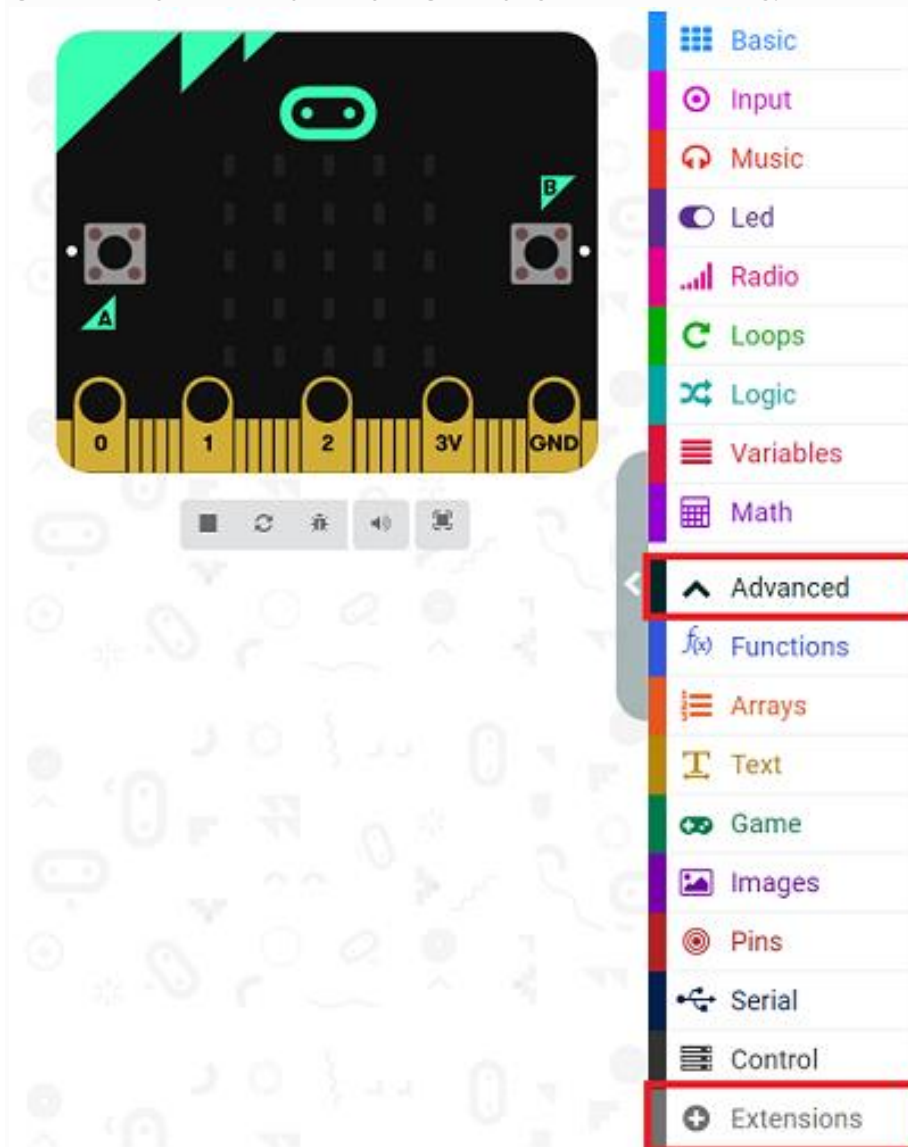 B
A
0 1 2 3V GND
Basic
Input
Music
Led
Radio
Loops
Logic
Variables
Math
Advanced
f(x) Functions
Arrays
T Text
Game
Images
Pins
Serial
Control
Extensions